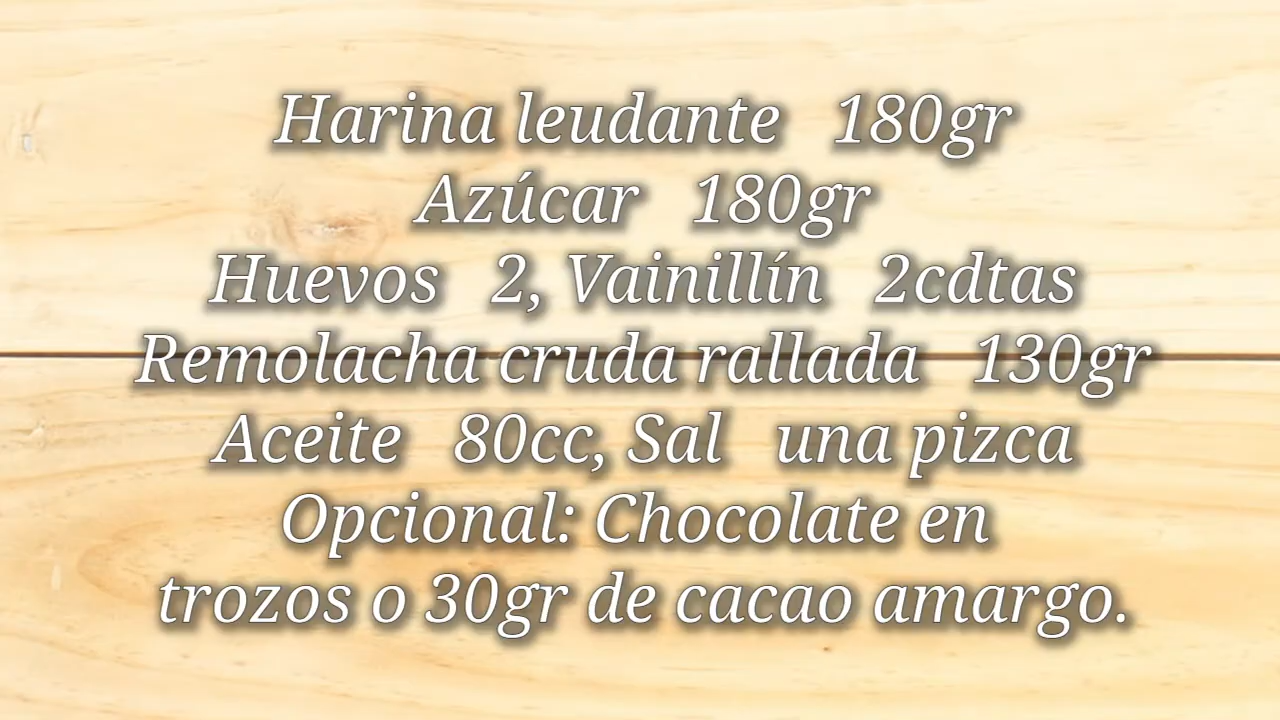 Harina leudante 180gr
Azúcar 180gr
Huevos 2, Vainillín 2cdtas
Remolacha cruda rallada 130gr
Aceite 80cc, Sal una pizca
Opcional: Chocolate en
trozos o 30gr de cacao amargo.